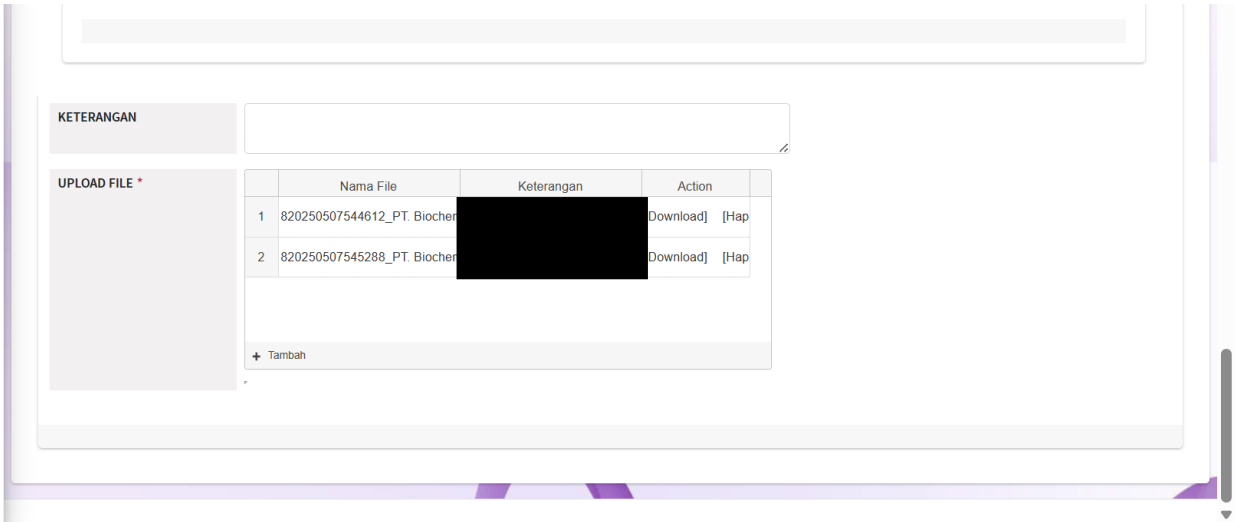 KETERANGAN
UPLOAD FILE *
Nama File Keterangan Action
1 820250507544612_PT. Biocher Download] [Hap
2 820250507545288_PT. Biocher Download] [Hap
+ Tambah